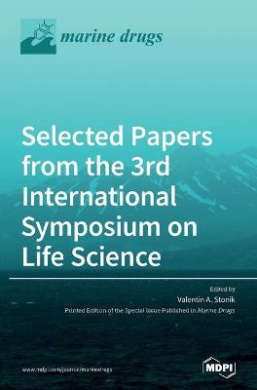 marine drugs
Selected Papers
from the 3rd
International
Symposium on
Life Science
Edited by
Valentin A. Stonik
Printed Edition of the Special Issue Published in Marine Drugs
www.mdpi.com/journal/marinedrugs
MDPI